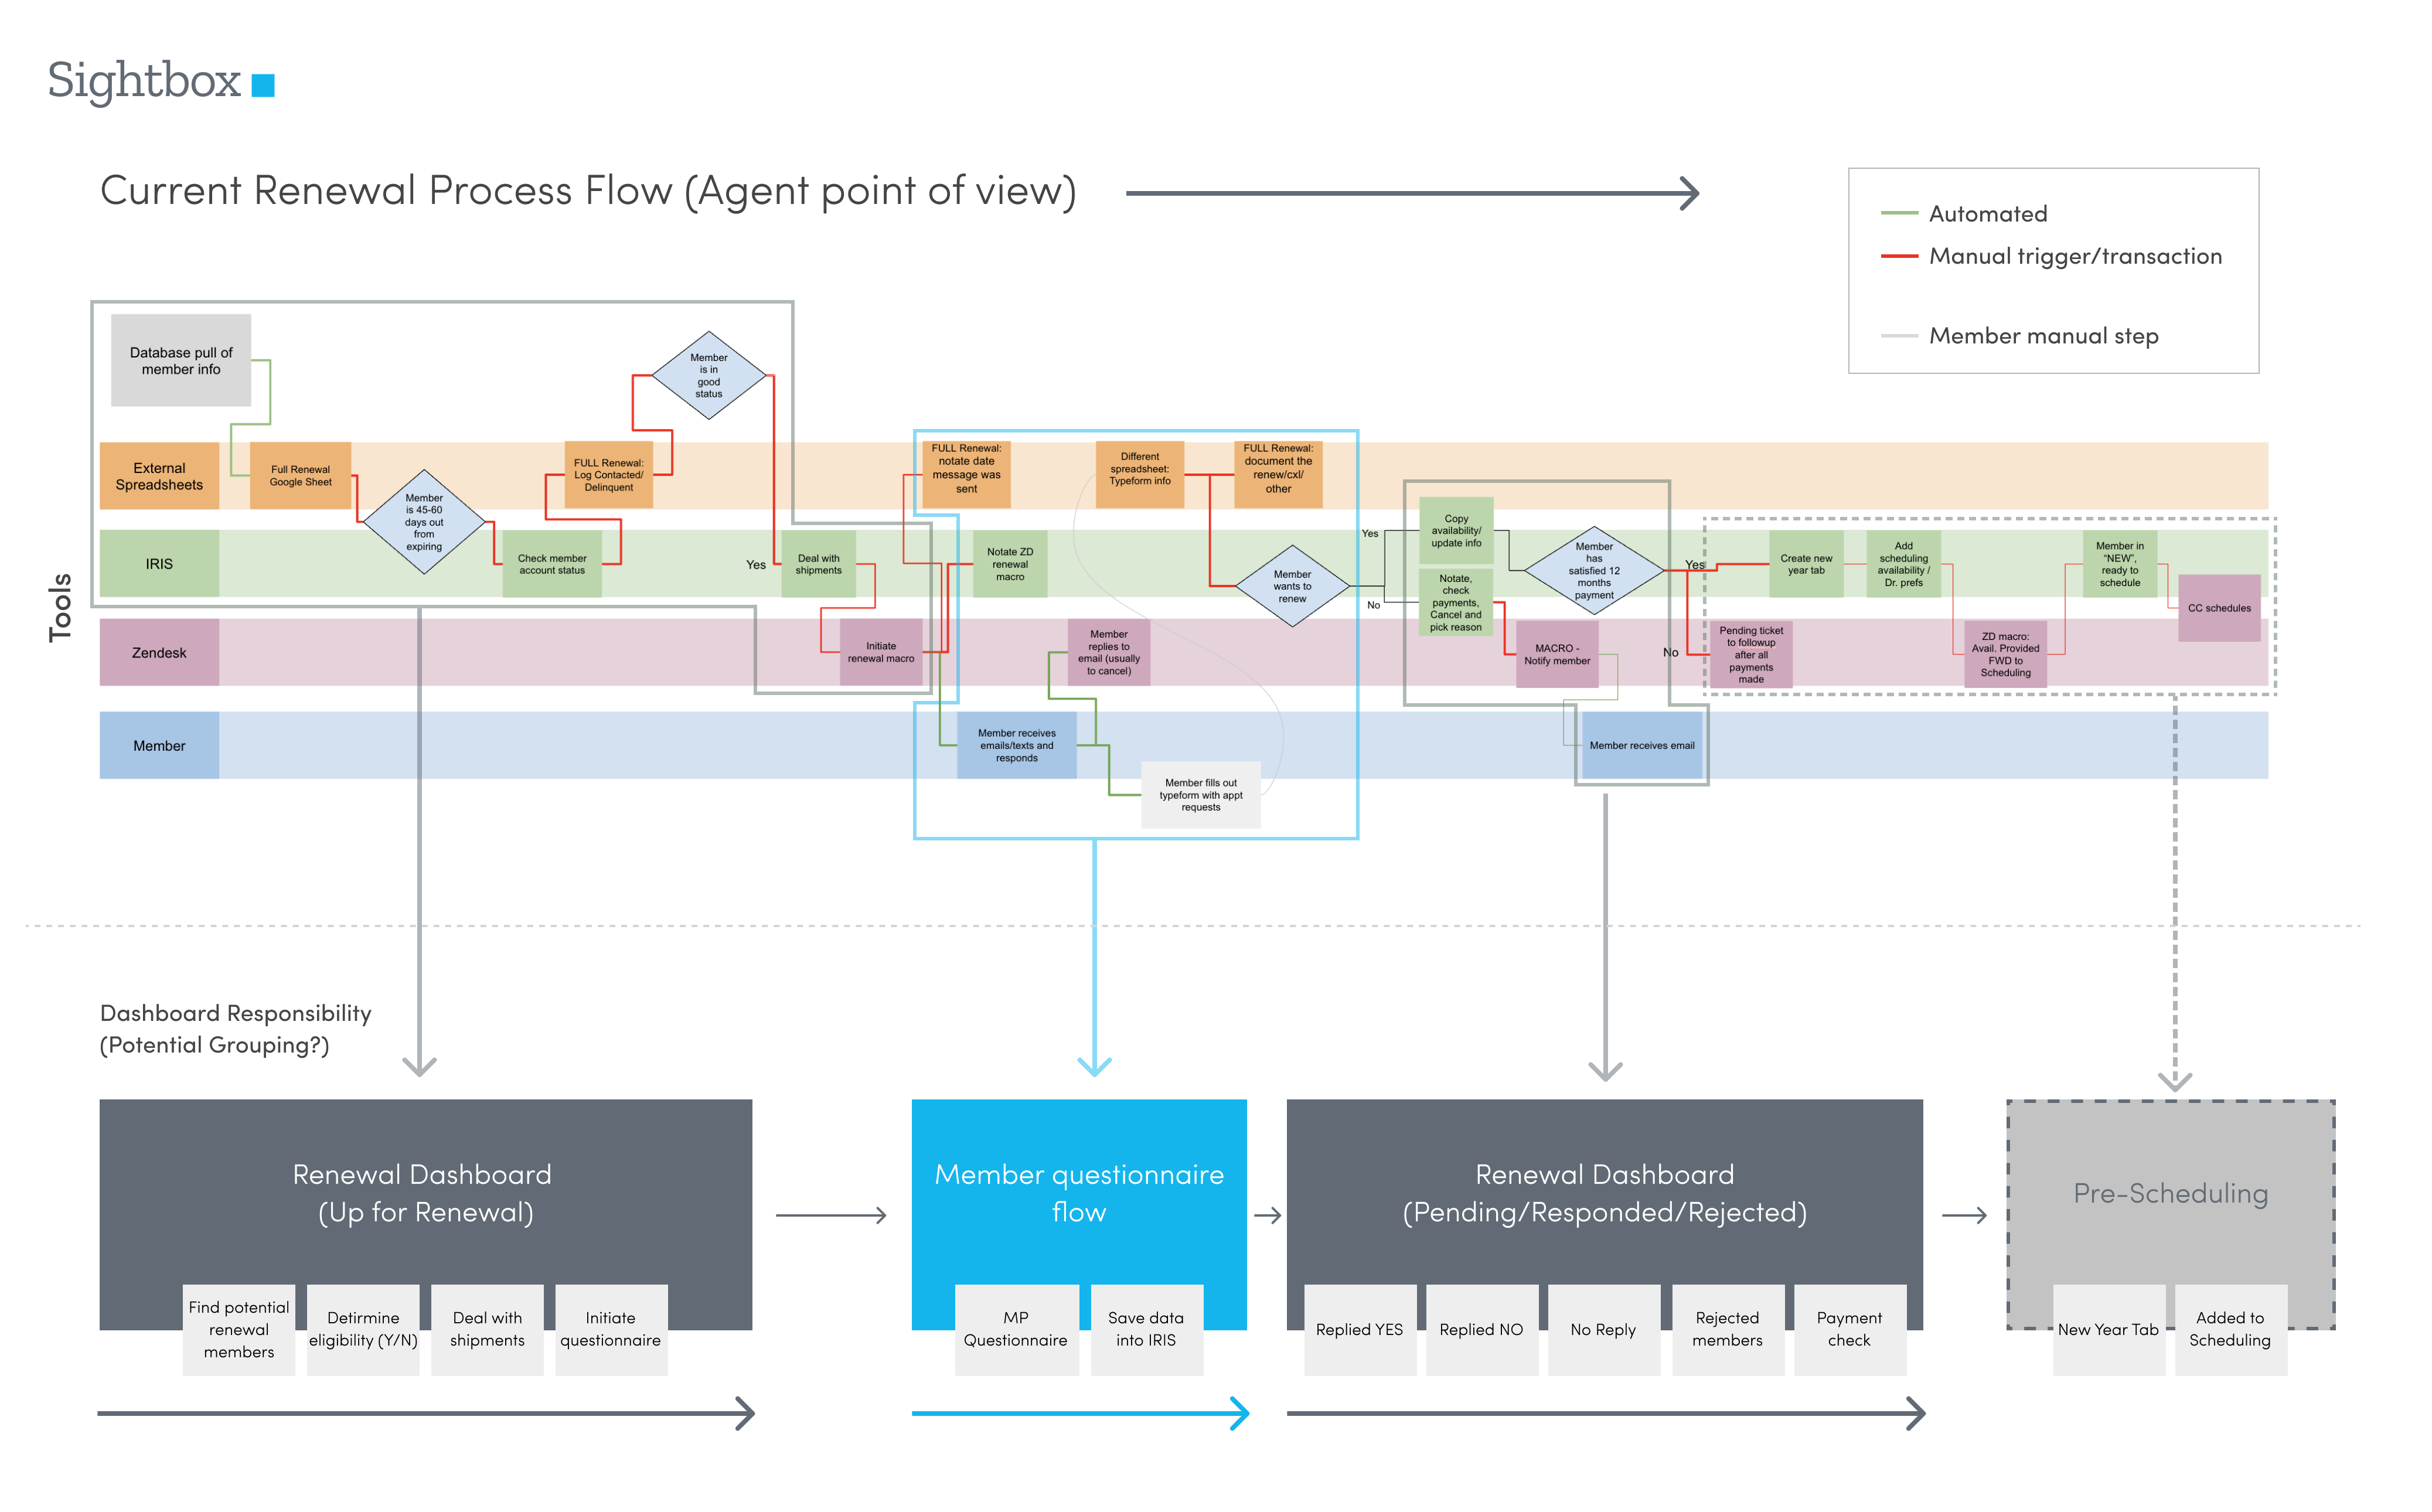 Sightbox
Current Renewal Process Flow (Agent point of view)
Automated
Manual trigger/transaction
Member manual step
Tools
Database pull of
member info
Member
is in
good
status
External
Spreadsheets
Full Renewal
Google Sheet
Member
is 45-60
days out
from
expiring
FULL Renewal:
Log Contacted/
Delinquent
FULL Renewal:
notate date
message was
sent
Different
spreadsheet:
Typeform info
FULL Renewal:
document the
renew/cxl/
other
IRIS
Check member
account status
Yes
Deal with
shipments
Notate ZD
renewal
macro
Member
wants to
renew
Yes
No
Copy
availability/
update info
Notate,
check
payments,
Cancel and
pick reason
Member
has
satisfied 12
months
payment
Yes
No
Create new
year tab
Add
scheduling
availability /
Dr. prefs
Member in
“NEW”,
ready to
schedule
CC schedules
Zendesk
Initiate
renewal macro
Member
replies to
email (usually
to cancel)
MACRO -
Notify member
Pending ticket
to followup
after all
payments
made
ZD macro:
Avail. Provided
FWD to
Scheduling
Member
Member receives
emails/texts and
responds
Member fills out
typeform with appt
requests
Member receives email
Dashboard Responsibility
(Potential Grouping?)
Renewal Dashboard
(Up for Renewal)
Find potential
renewal
members
Detirmine
eligibility (Y/N)
Deal with
shipments
Initiate
questionnaire
Member questionnaire
flow
MP
Questionnaire
Save data
into IRIS
Renewal Dashboard
(Pending/Responded/Rejected)
Replied YES
Replied NO
No Reply
Rejected
members
Payment
check
Pre-Scheduling
New Year Tab
Added to
Scheduling